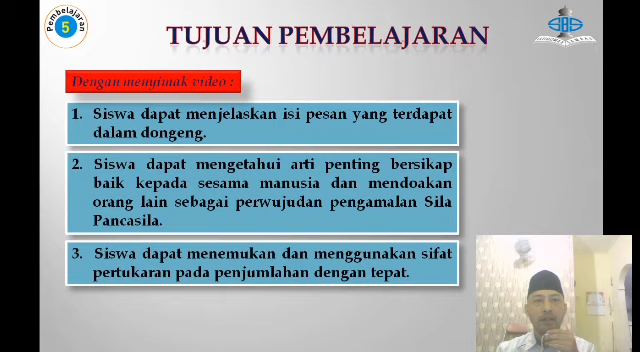 Pembelajaran
5
TUJUAN PEMBELAJARAN
SBS
Dengan menyimak video :
1. Siswa dapat menjelaskan isi pesan yang terdapat
dalam dongeng.
2. Siswa dapat mengetahui arti penting bersikap
baik kepada sesama manusia dan mendoakan
orang lain sebagai perwujudan pengamalan Sila
Pancasila.
3. Siswa dapat menemukan dan menggunakan sifat
pertukaran pada penjumlahan dengan tepat.